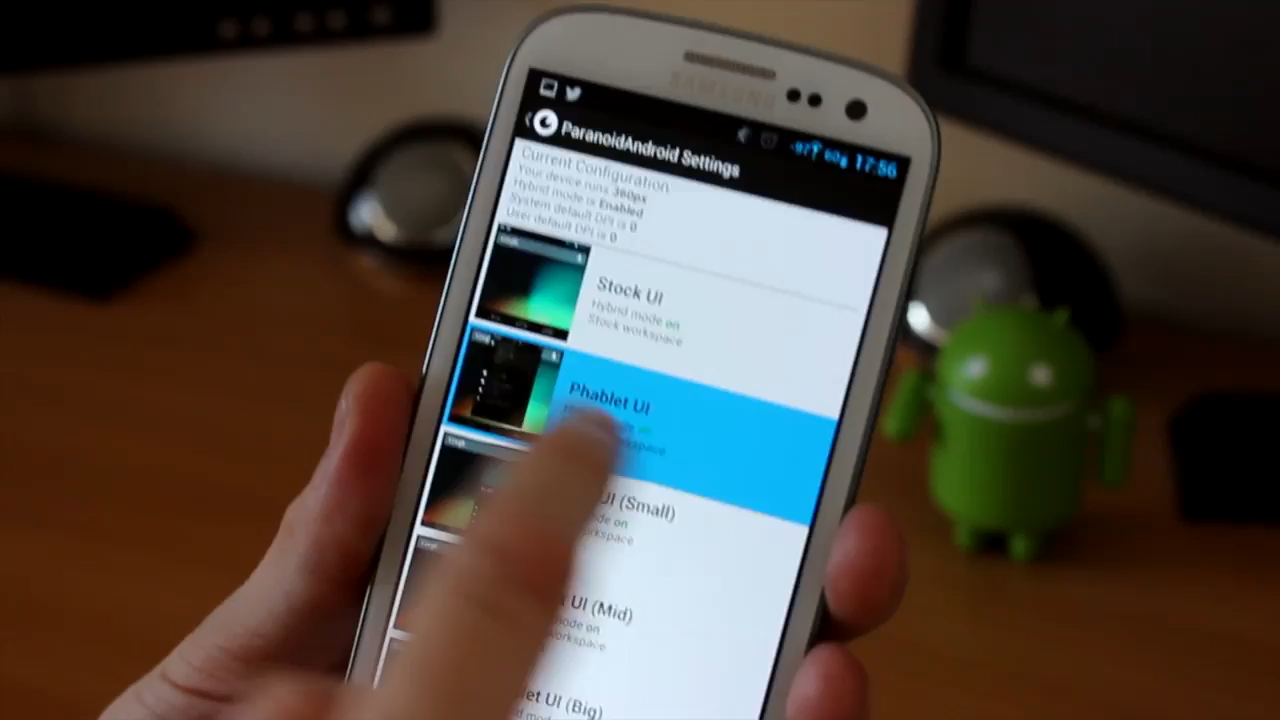 SAMSUNG
17:56
ParanoidAndroid Settings
Current Configuration
Your device runs 360px
Hybrid mode is Enabled
System default DPI is 0
User default DPI is 0
Stock UI
Hybrid mode on
Stock workspace
Phablet UI
UI (Small)
on
UI (Mid)
on
UI (Big)